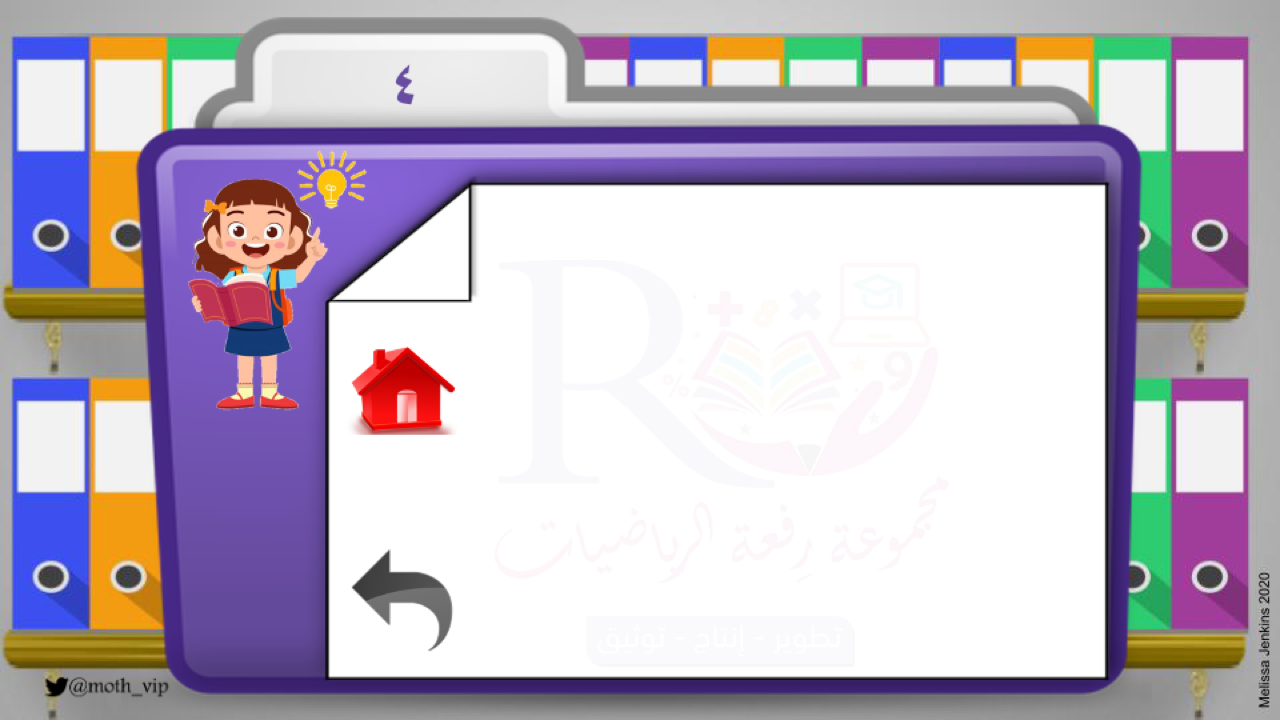 ٤
R
مجموعة رفعة الرياضيات
تطوير - إنتاج - توثيق
@moth_vip
Melissa Jenkins 2020